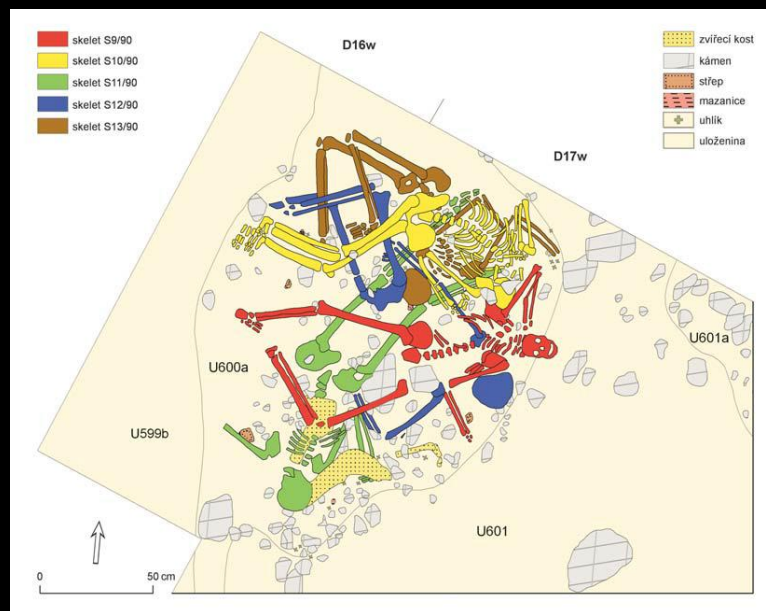 skelet S9/90
skelet S10/90
skelet S11/90
skelet S12/90
skelet S13/90
D16w
D17w
zvířecí kost
kámen
střep
mazanice
uhlík
uloženina
U601a
U600a
U599b
U601
0 50 cm